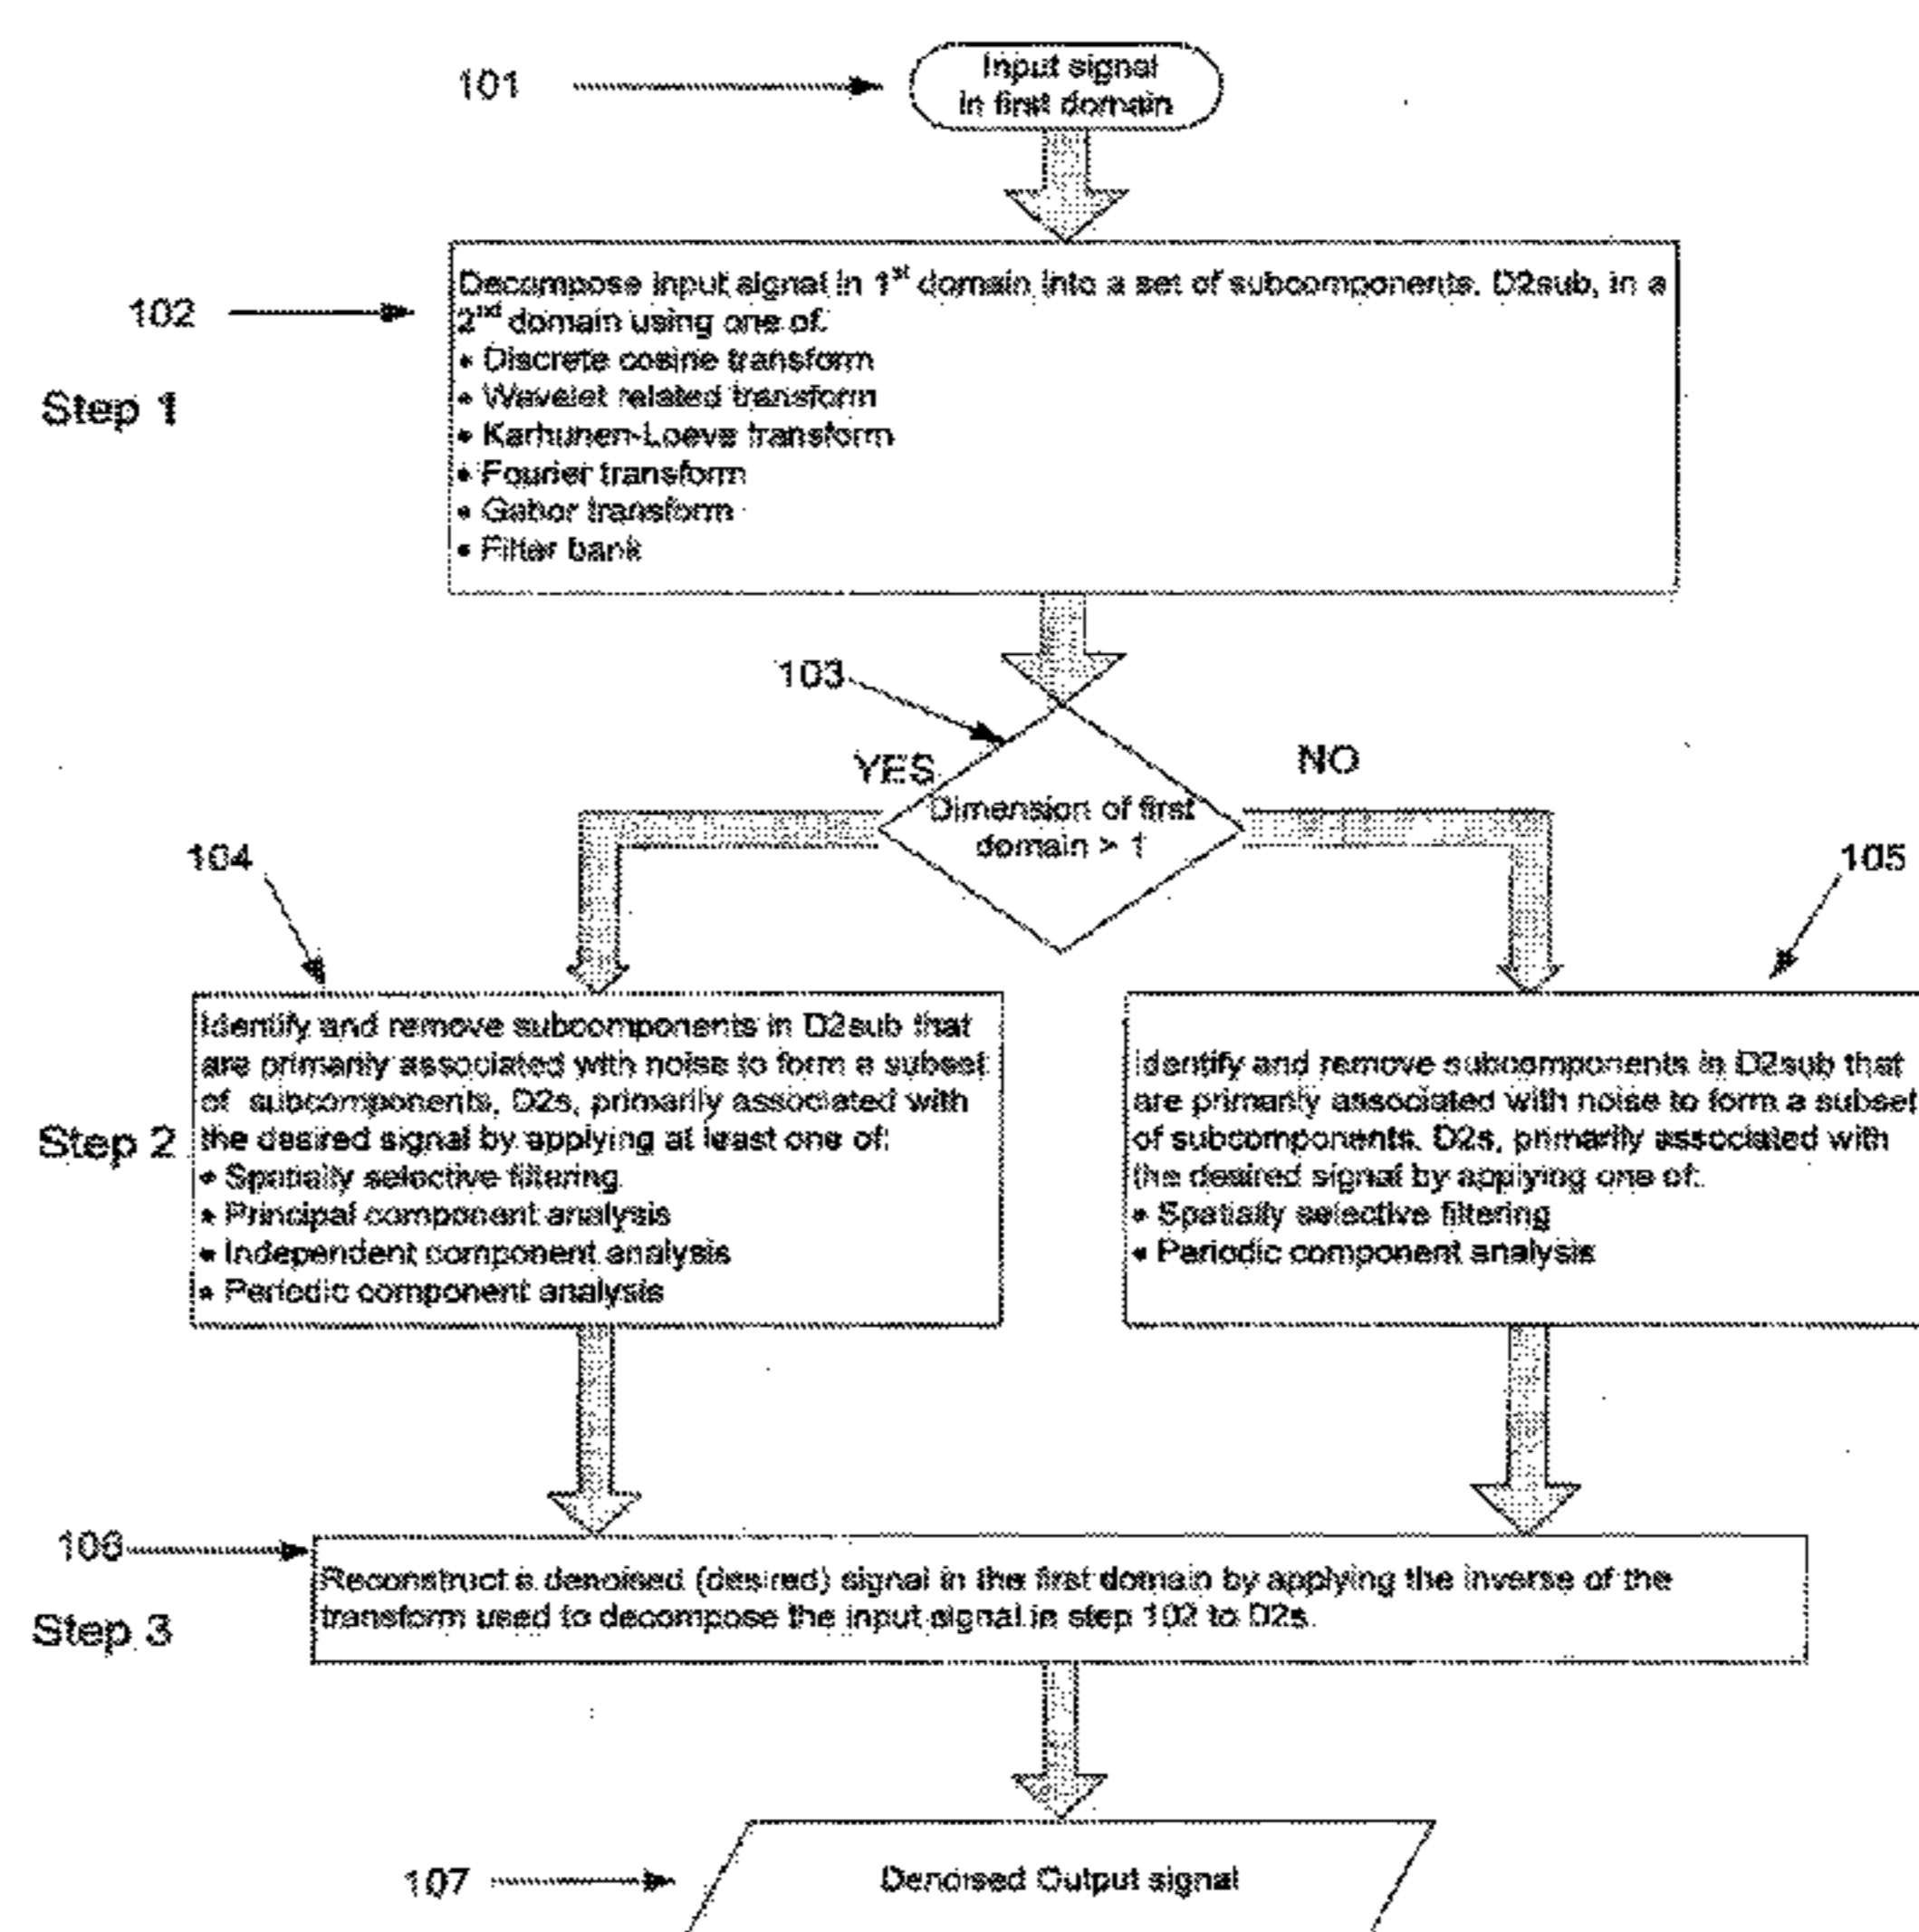 101
Input signal
in first domain
102
Step 1
Decompose input signal in 1st domain into a set of subcomponents. D2sub, in a
2nd domain using one of:
• Discrete cosine transform
• Wavelet related transform
• Karhunen-Loeve transform
• Fourier transform
• Gabor transform
• Filter bank
103
YES
NO
Dimension of first
domain > 1
104
105
Step 2
Identify and remove subcomponents in D2sub that
are primarily associated with noise to form a subset
of subcomponents, D2s, primarily associated with
the desired signal by applying at least one of:
• Spatially selective filtering
• Principal component analysis
• Independent component analysis
• Periodic component analysis
Identify and remove subcomponents in D2sub that
are primarily associated with noise to form a subset
of subcomponents. D2s, primarily associated with
the desired signal by applying one of:
• Spatially selective filtering
• Periodic component analysis
106
Step 3
Reconstruct a denoised (desired) signal in the first domain by applying the inverse of the
transform used to decompose the input signal in step 102 to D2s.
107
Denoised Output signal